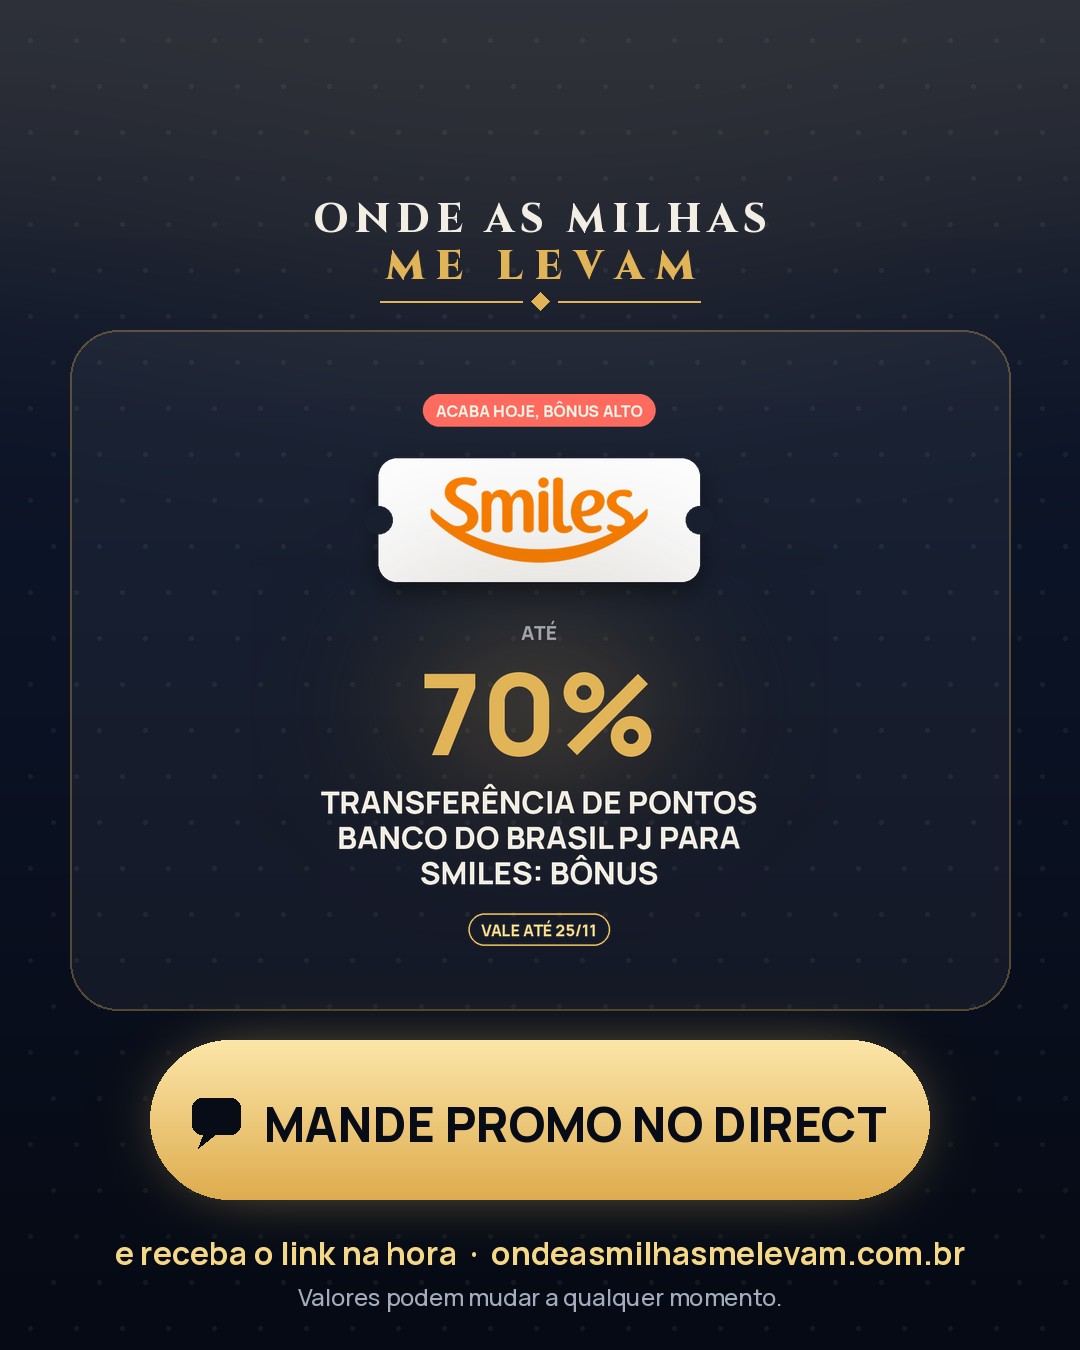 ONDE AS MILHAS
ME LEVAM
ACABA HOJE, BÔNUS ALTO
Smiles
ATÉ
70%
TRANSFERÊNCIA DE PONTOS
BANCO DO BRASIL PJ PARA
SMILES: BÔNUS
VALE ATÉ 25/11
MANDE PROMO NO DIRECT
e receba o link na hora · ondeasmilhasmelevam.com.br
Valores podem mudar a qualquer momento.